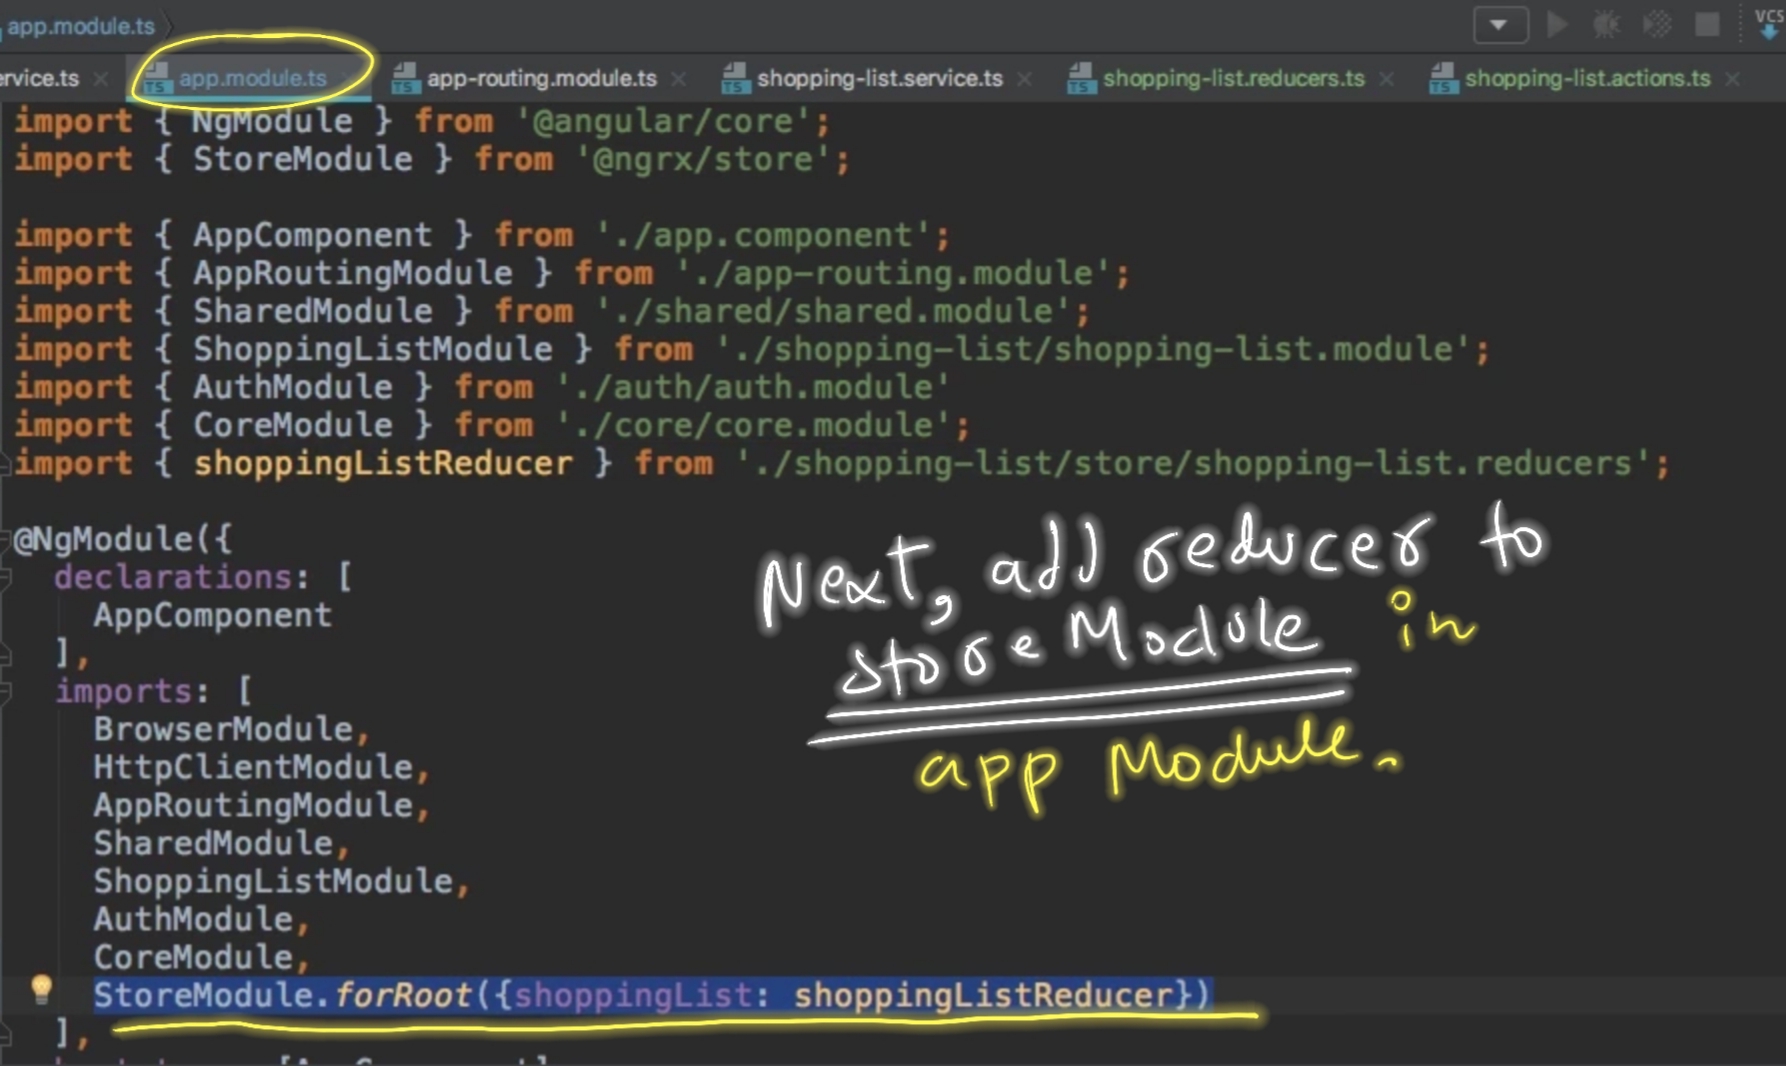 app.module.ts
VCS
ervice.ts
app.module.ts
app-routing.module.ts
shopping-list.service.ts
shopping-list.reducers.ts
shopping-list.actions.ts
import { NgModule } from '@angular/core';
import { StoreModule } from '@ngrx/store';
import { AppComponent } from './app.component';
import { AppRoutingModule } from './app-routing.module';
import { SharedModule } from './shared/shared.module';
import { ShoppingListModule } from './shopping-list/shopping-list.module';
import { AuthModule } from './auth/auth.module'
import { CoreModule } from './core/core.module';
import { shoppingListReducer } from './shopping-list/store/shopping-list.reducers';
@NgModule({
declarations: [
AppComponent
],
imports: [
BrowserModule,
HttpClientModule,
AppRoutingModule,
SharedModule,
ShoppingListModule,
AuthModule,
CoreModule,
StoreModule.forRoot({shoppingList: shoppingListReducer})
],
Next, add reducer to
store Module in
app Module.